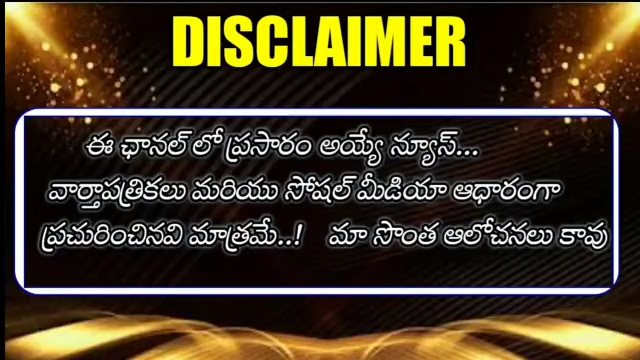 DISCLAIMER
ఈ ఛానల్ లో ప్రసారం అయ్యే న్యూస్...
వార్తాపత్రికలు మరియు సోషల్ మీడియా ఆధారంగా
ప్రచురించినవి మాత్రమే..! మా సొంత ఆలోచనలు కావు